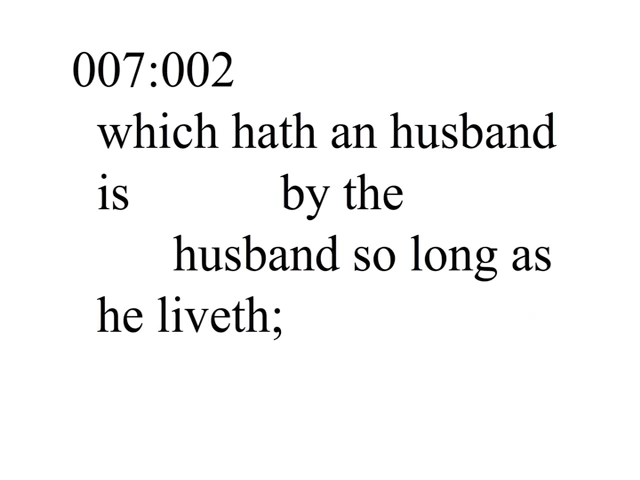 007:002
which hath an husband
is by the
husband so long as
he liveth;